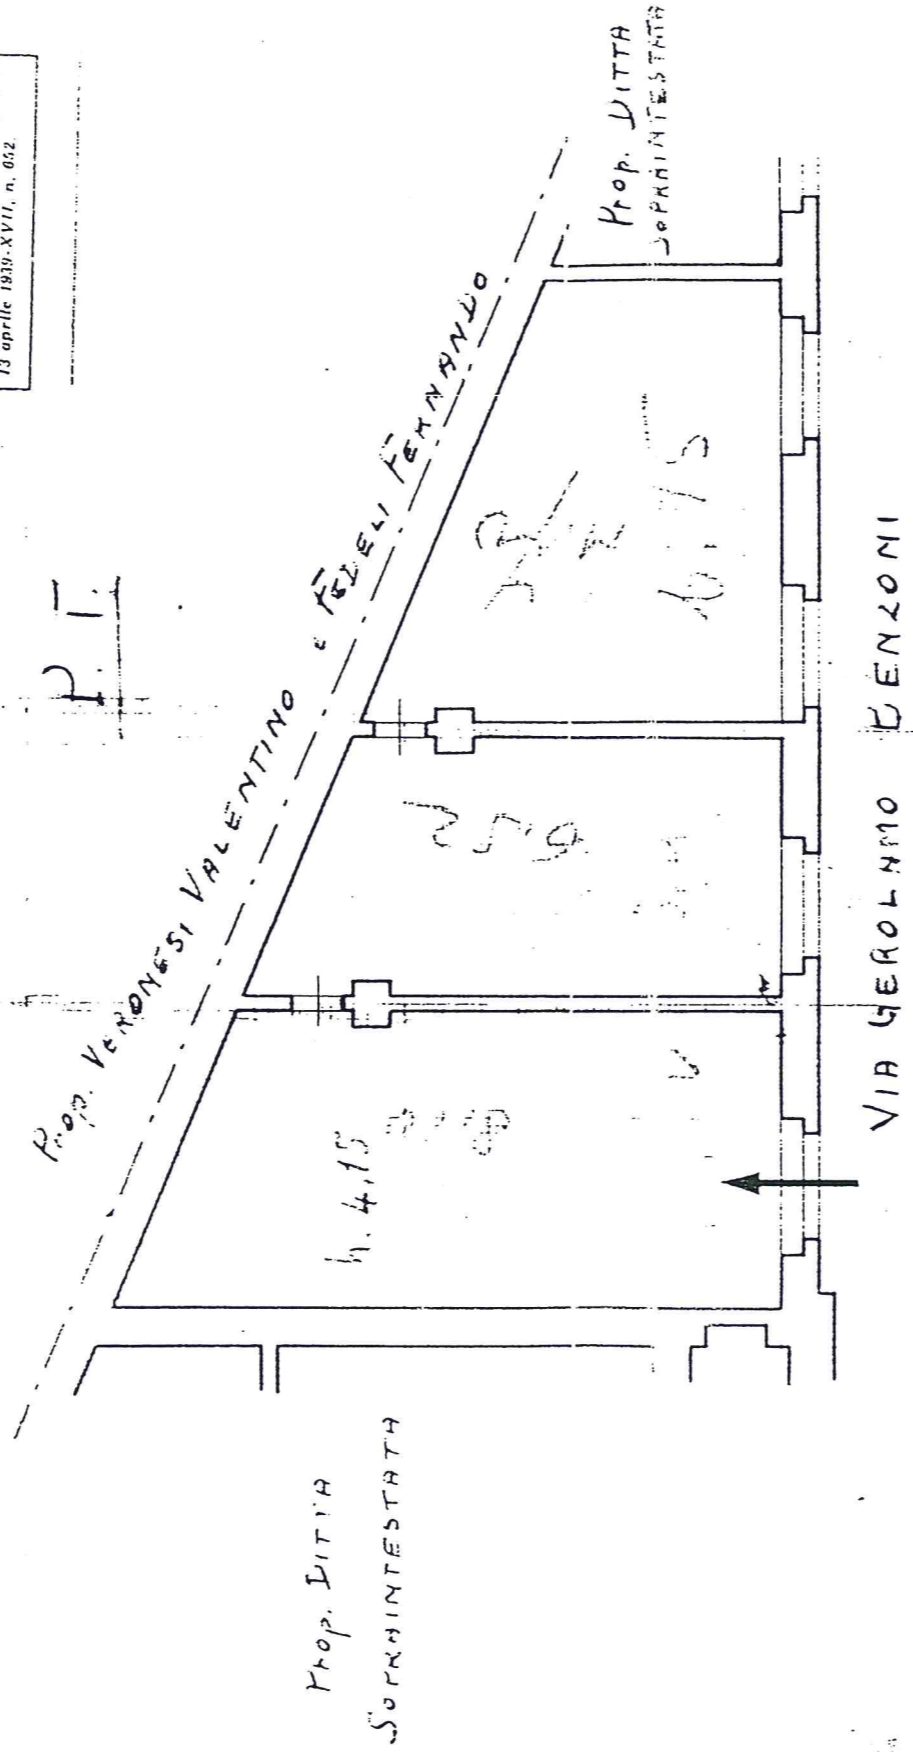 13 aprile 1939-XVII, n. 652
P. T.
Prop. VERONESI VALENTINO e FEDELI FERNANDO
Prop. DITTA
SOPRAINTESTATA
h. 4,15
Prop. DITTA
SOPRAINTESTATA
VIA GEROLAMO BENZONI